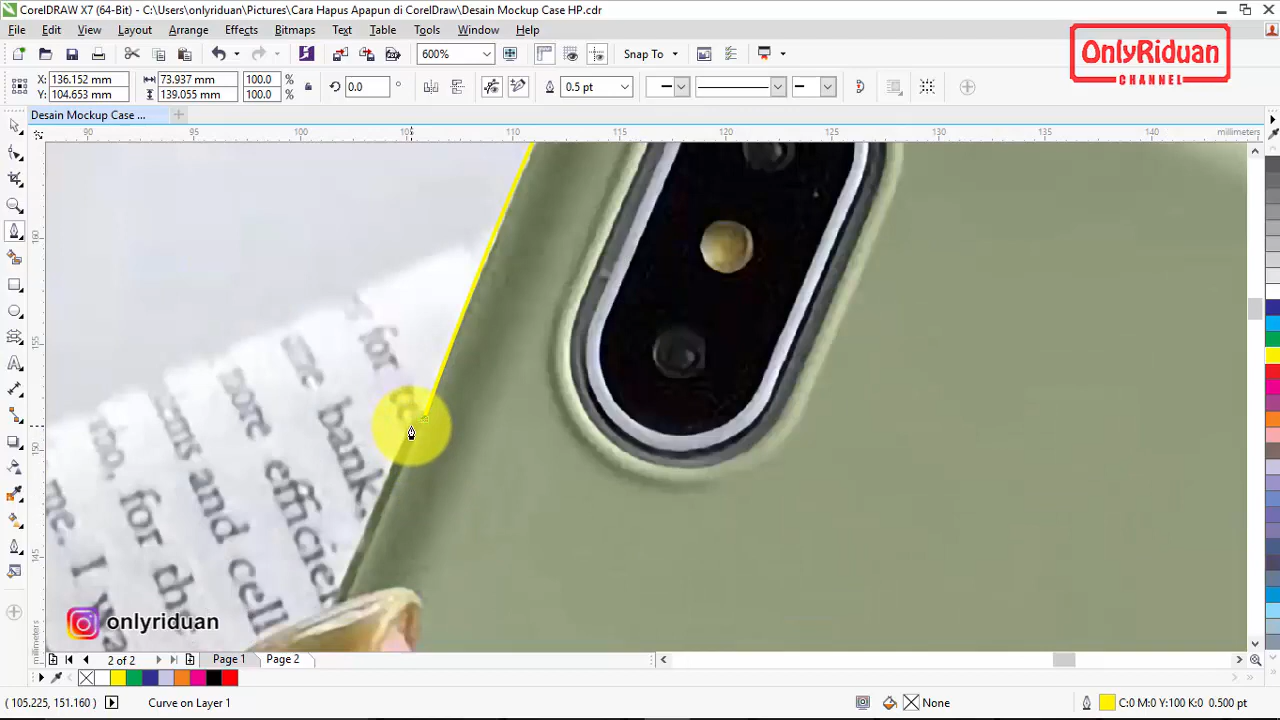 CorelDRAW X7 (64-Bit) - C:\Users\onlyriduan\Pictures\Cara Hapus Apapun di CorelDraw\Desain Mockup Case HP.cdr
File Edit View Layout Arrange Effects Bitmaps Text Table Tools Window Help
OnlyRiduan
CHANNEL
600% Snap To
X: 136.152 mm 73.937 mm 100.0 %
Y: 104.653 mm 139.015 mm 100.0 %
0.0 ° 0.5 pt
Desain Mockup Case ...
90 95 100 105 110 115 120 125 130 135 140 millimeters
for
bank,
more efficien
ms and cell
for the
me. I wa
onlyriduan
millimeters
2 of 2 Page 1 Page 2
( 105.225, 151.160 ) Curve on Layer 1 None C:0 M:0 Y:100 K:0 0.500 pt